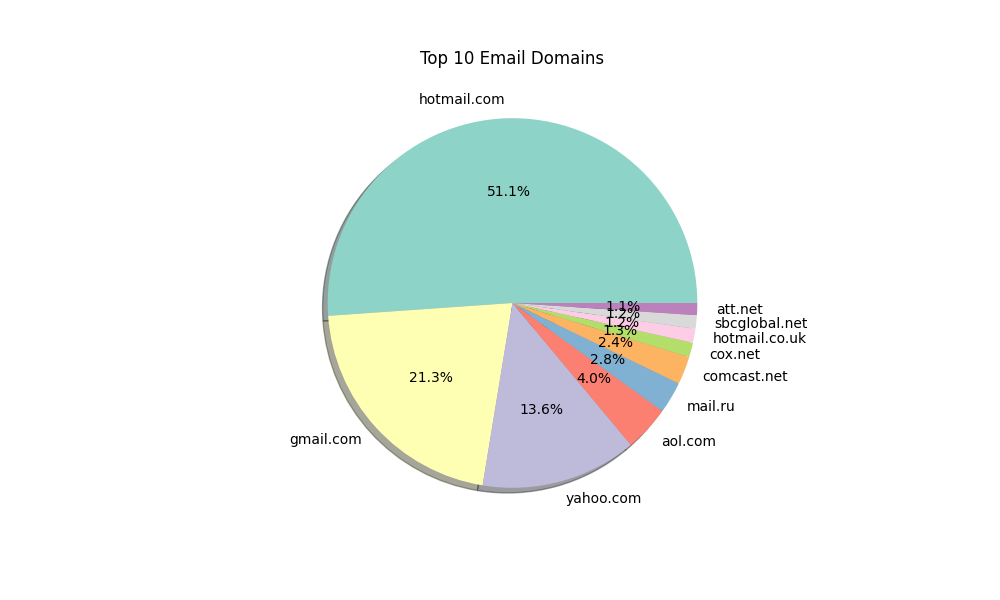 Top 10 Email Domains
hotmail.com
51.1%
1.1%
att.net
1.2%
sbcglobal.net
1.2%
hotmail.co.uk
1.3%
cox.net
2.4%
comcast.net
2.8%
mail.ru
4.0%
aol.com
21.3%
gmail.com
13.6%
yahoo.com